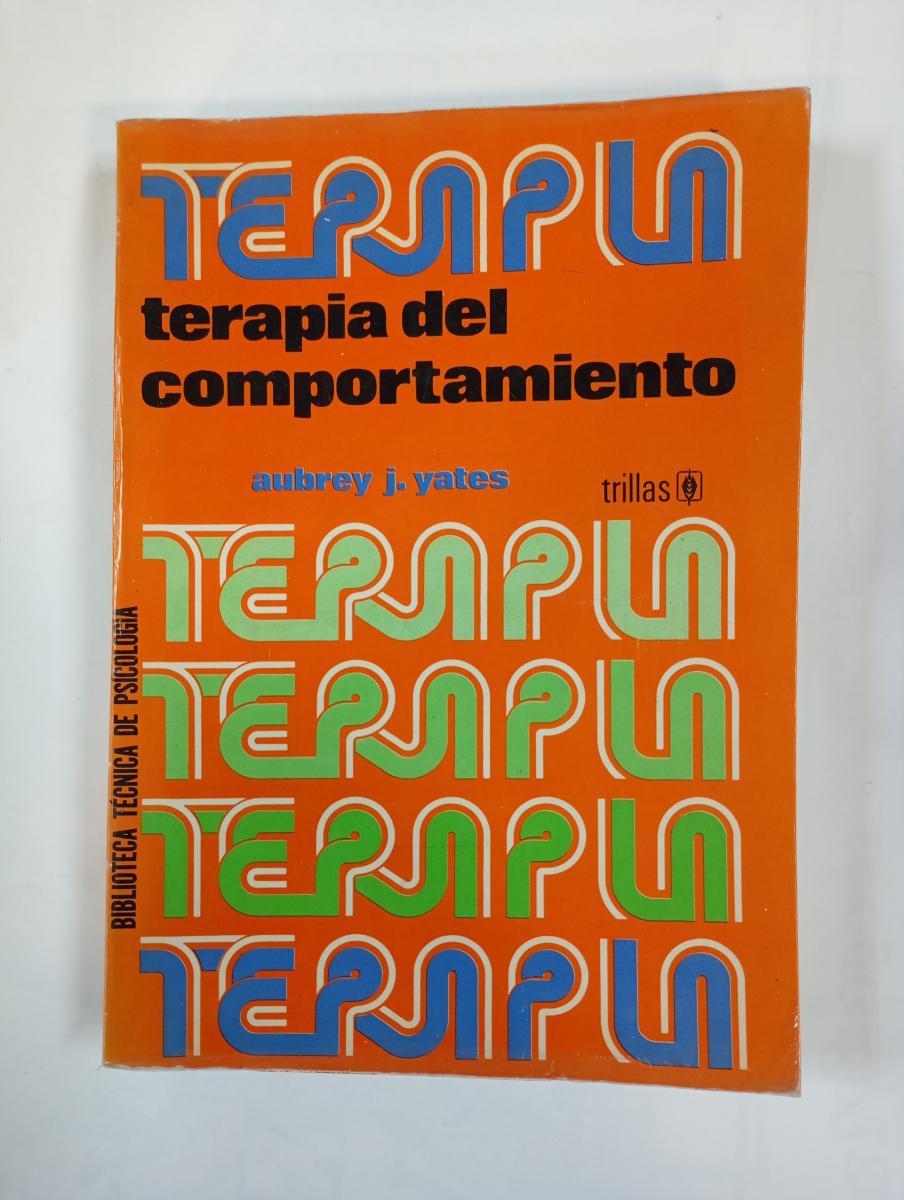 TERAPIA
terapia del
comportamiento
aubrey j. yates
trillas
TERAPIA
TERAPIA
TERAPIA
TERAPIA
BIBLIOTECA TÉCNICA DE PSICOLOGÍA